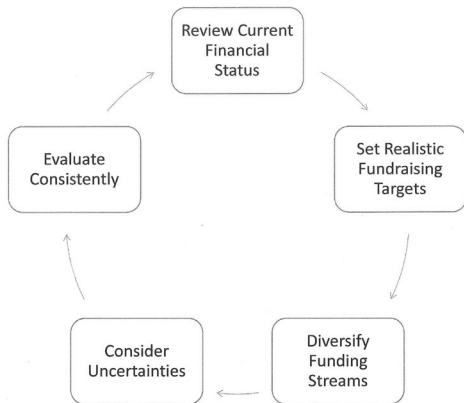 Review Current
Financial
Status
Set Realistic
Fundraising
Targets
Diversify
Funding
Streams
Consider
Uncertainties
Evaluate
Consistently